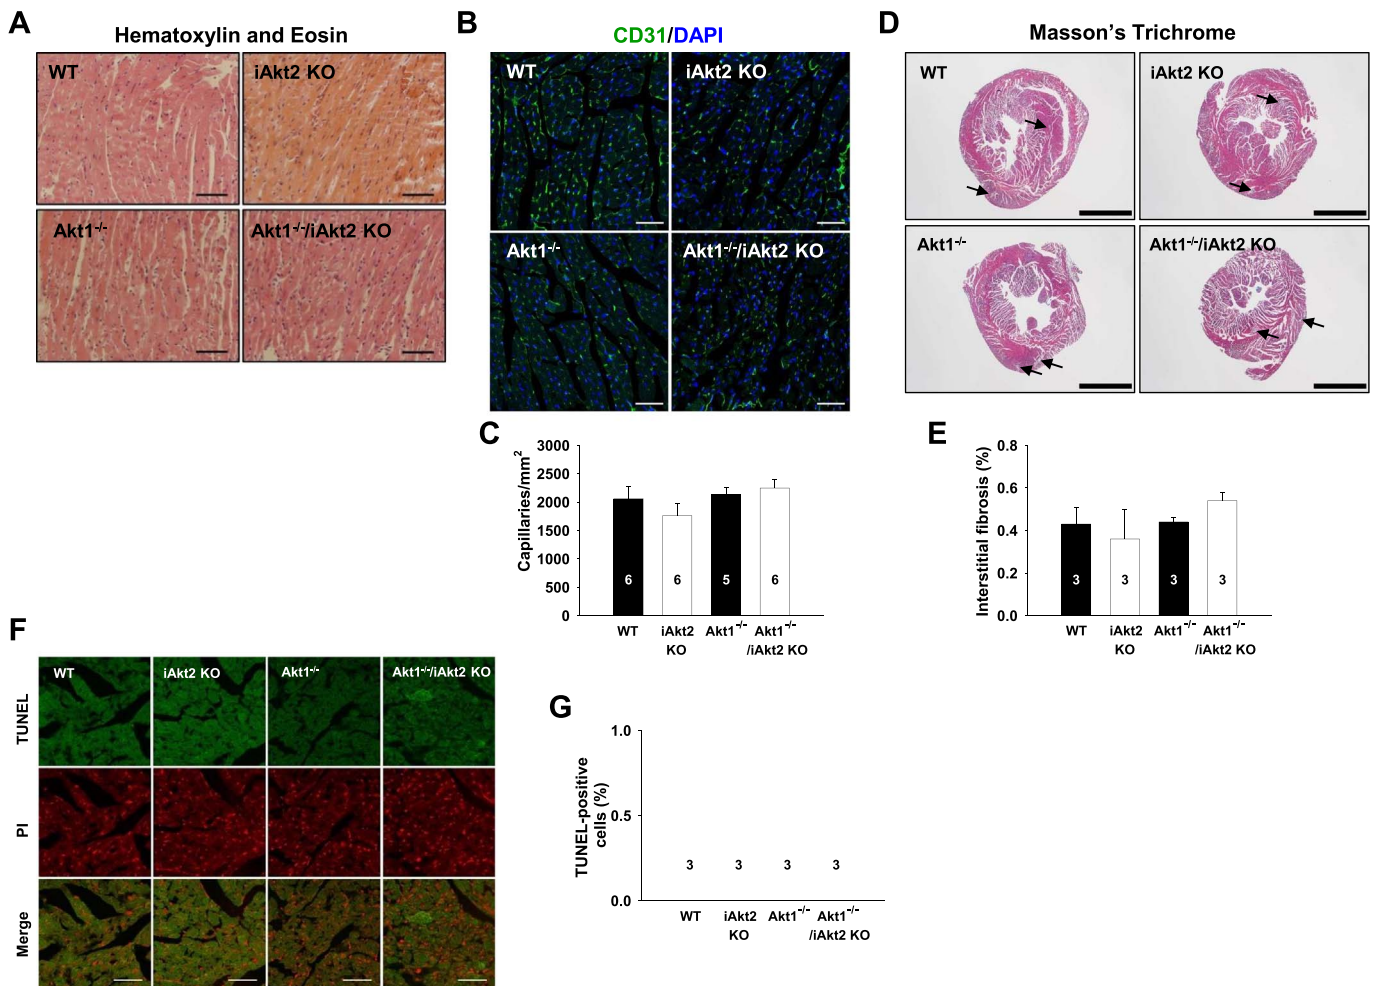 A
Hematoxylin and Eosin
WT
iAkt2 KO
Akt1-/-
Akt1-/-/iAkt2 KO
B
CD31/DAPI
WT
iAkt2 KO
Akt1-/-
Akt1-/-/iAkt2 KO
D
Masson's Trichrome
WT
iAkt2 KO
Akt1-/-
Akt1-/-/iAkt2 KO
C
Capillaries/mm2
3000
2500
2000
1500
1000
500
0
6
6
5
6
WT
iAkt2
KO
Akt1-/-
Akt1-/-
/iAkt2 KO
E
Interstitial fibrosis (%)
0.8
0.6
0.4
0.2
0.0
3
3
3
3
WT
iAkt2
KO
Akt1-/-
Akt1-/-
/iAkt2 KO
F
WT
iAkt2 KO
Akt1-/-
Akt1-/-/iAkt2 KO
TUNEL
PI
Merge
G
TUNEL-positive
cells (%)
1.0
0.5
0.0
3
3
3
3
WT
iAkt2
KO
Akt1-/-
Akt1-/-
/iAkt2 KO